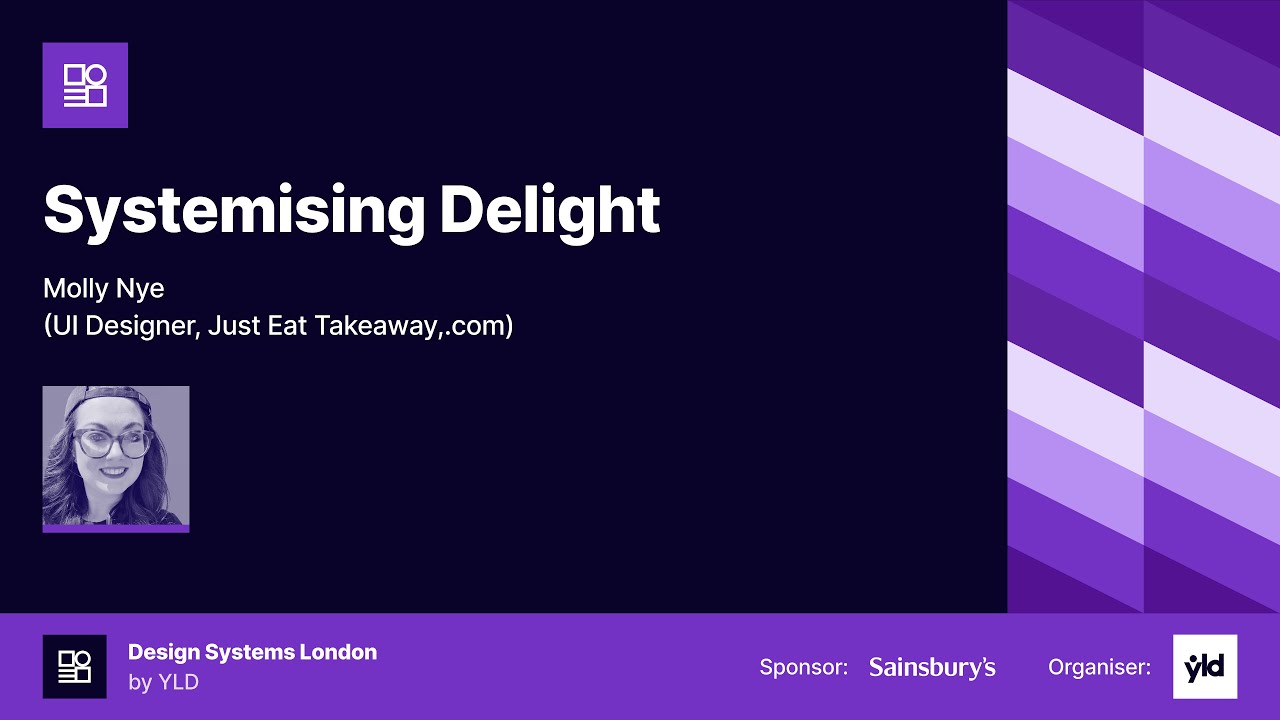 Systemising Delight
Molly Nye
(UI Designer, Just Eat Takeaway,.com)
Design Systems London
by YLD
Sponsor: Sainsbury's
Organiser: yld